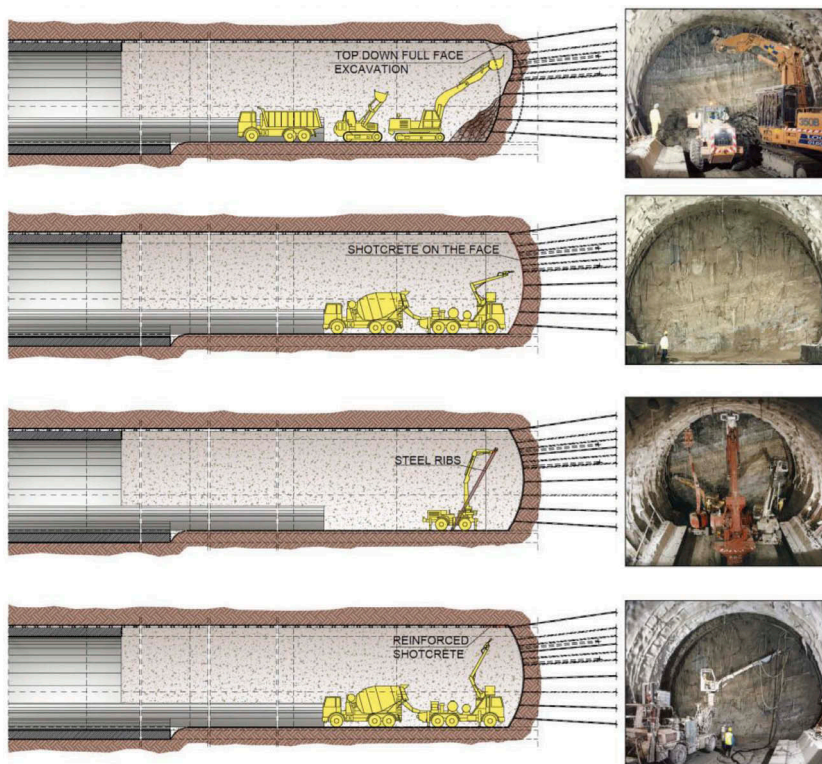 TOP DOWN FULL FACE
EXCAVATION
SHOTCRETE ON THE FACE
STEEL RIBS
REINFORCED
SHOTCRETE